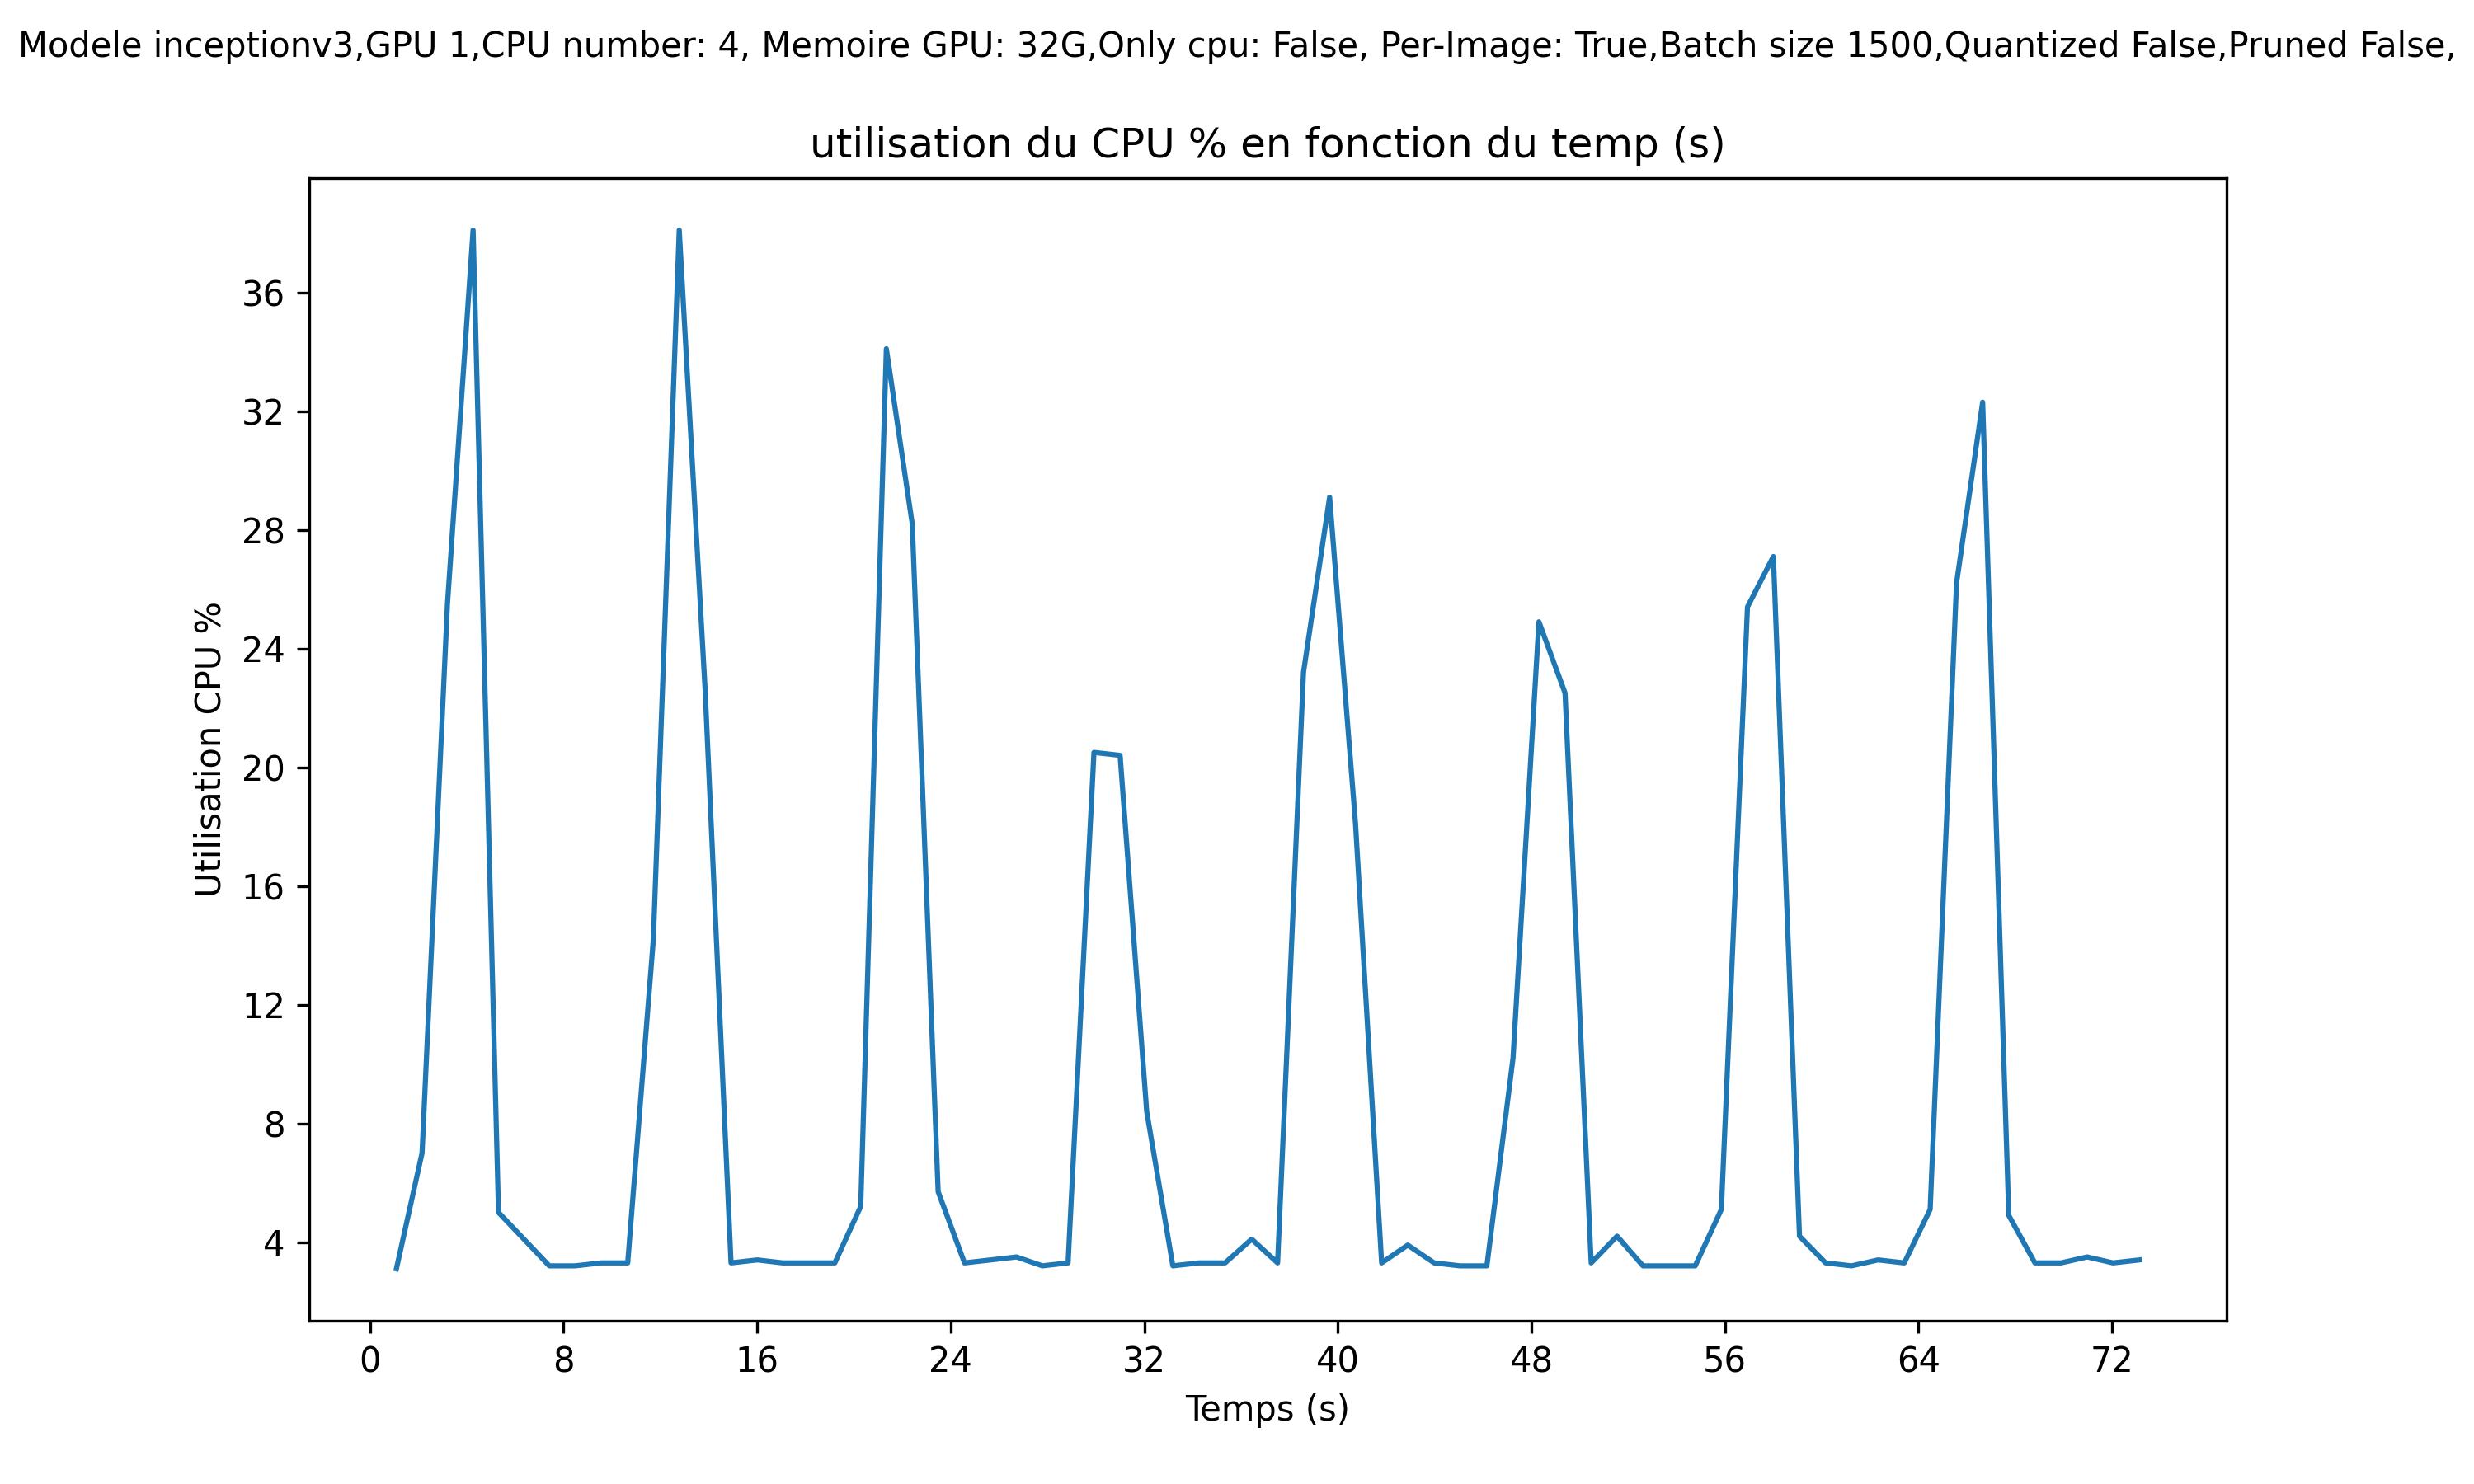 Modele inceptionv3,GPU 1,CPU number: 4, Memoire GPU: 32G,Only cpu: False, Per-Image: True,Batch size 1500,Quantized False,Pruned False,
utilisation du CPU % en fonction du temp (s)
Utilisation CPU %
36
32
28
24
20
16
12
8
4
0 8 16 24 32 40 48 56 64 72
Temps (s)